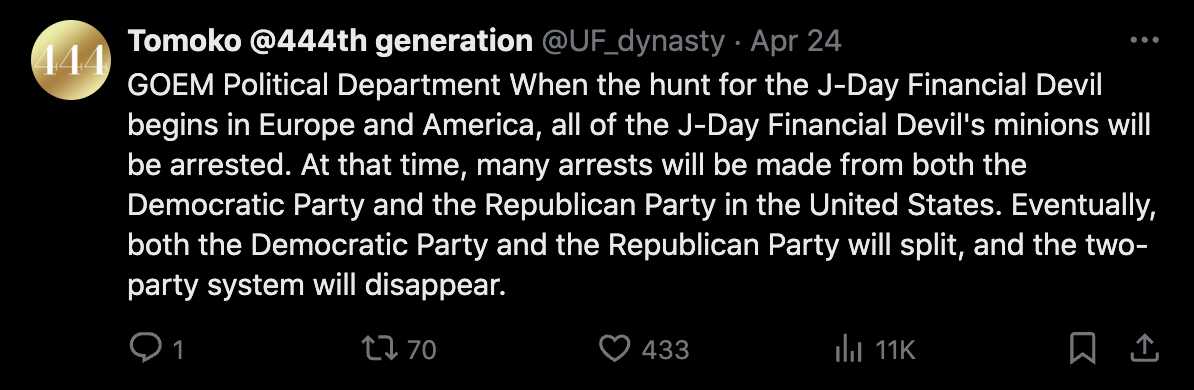 444
Tomoko @444th generation @UF_dynasty · Apr 24
GOEM Political Department When the hunt for the J-Day Financial Devil
begins in Europe and America, all of the J-Day Financial Devil's minions will
be arrested. At that time, many arrests will be made from both the
Democratic Party and the Republican Party in the United States. Eventually,
both the Democratic Party and the Republican Party will split, and the two-
party system will disappear.
1 70 433 11K